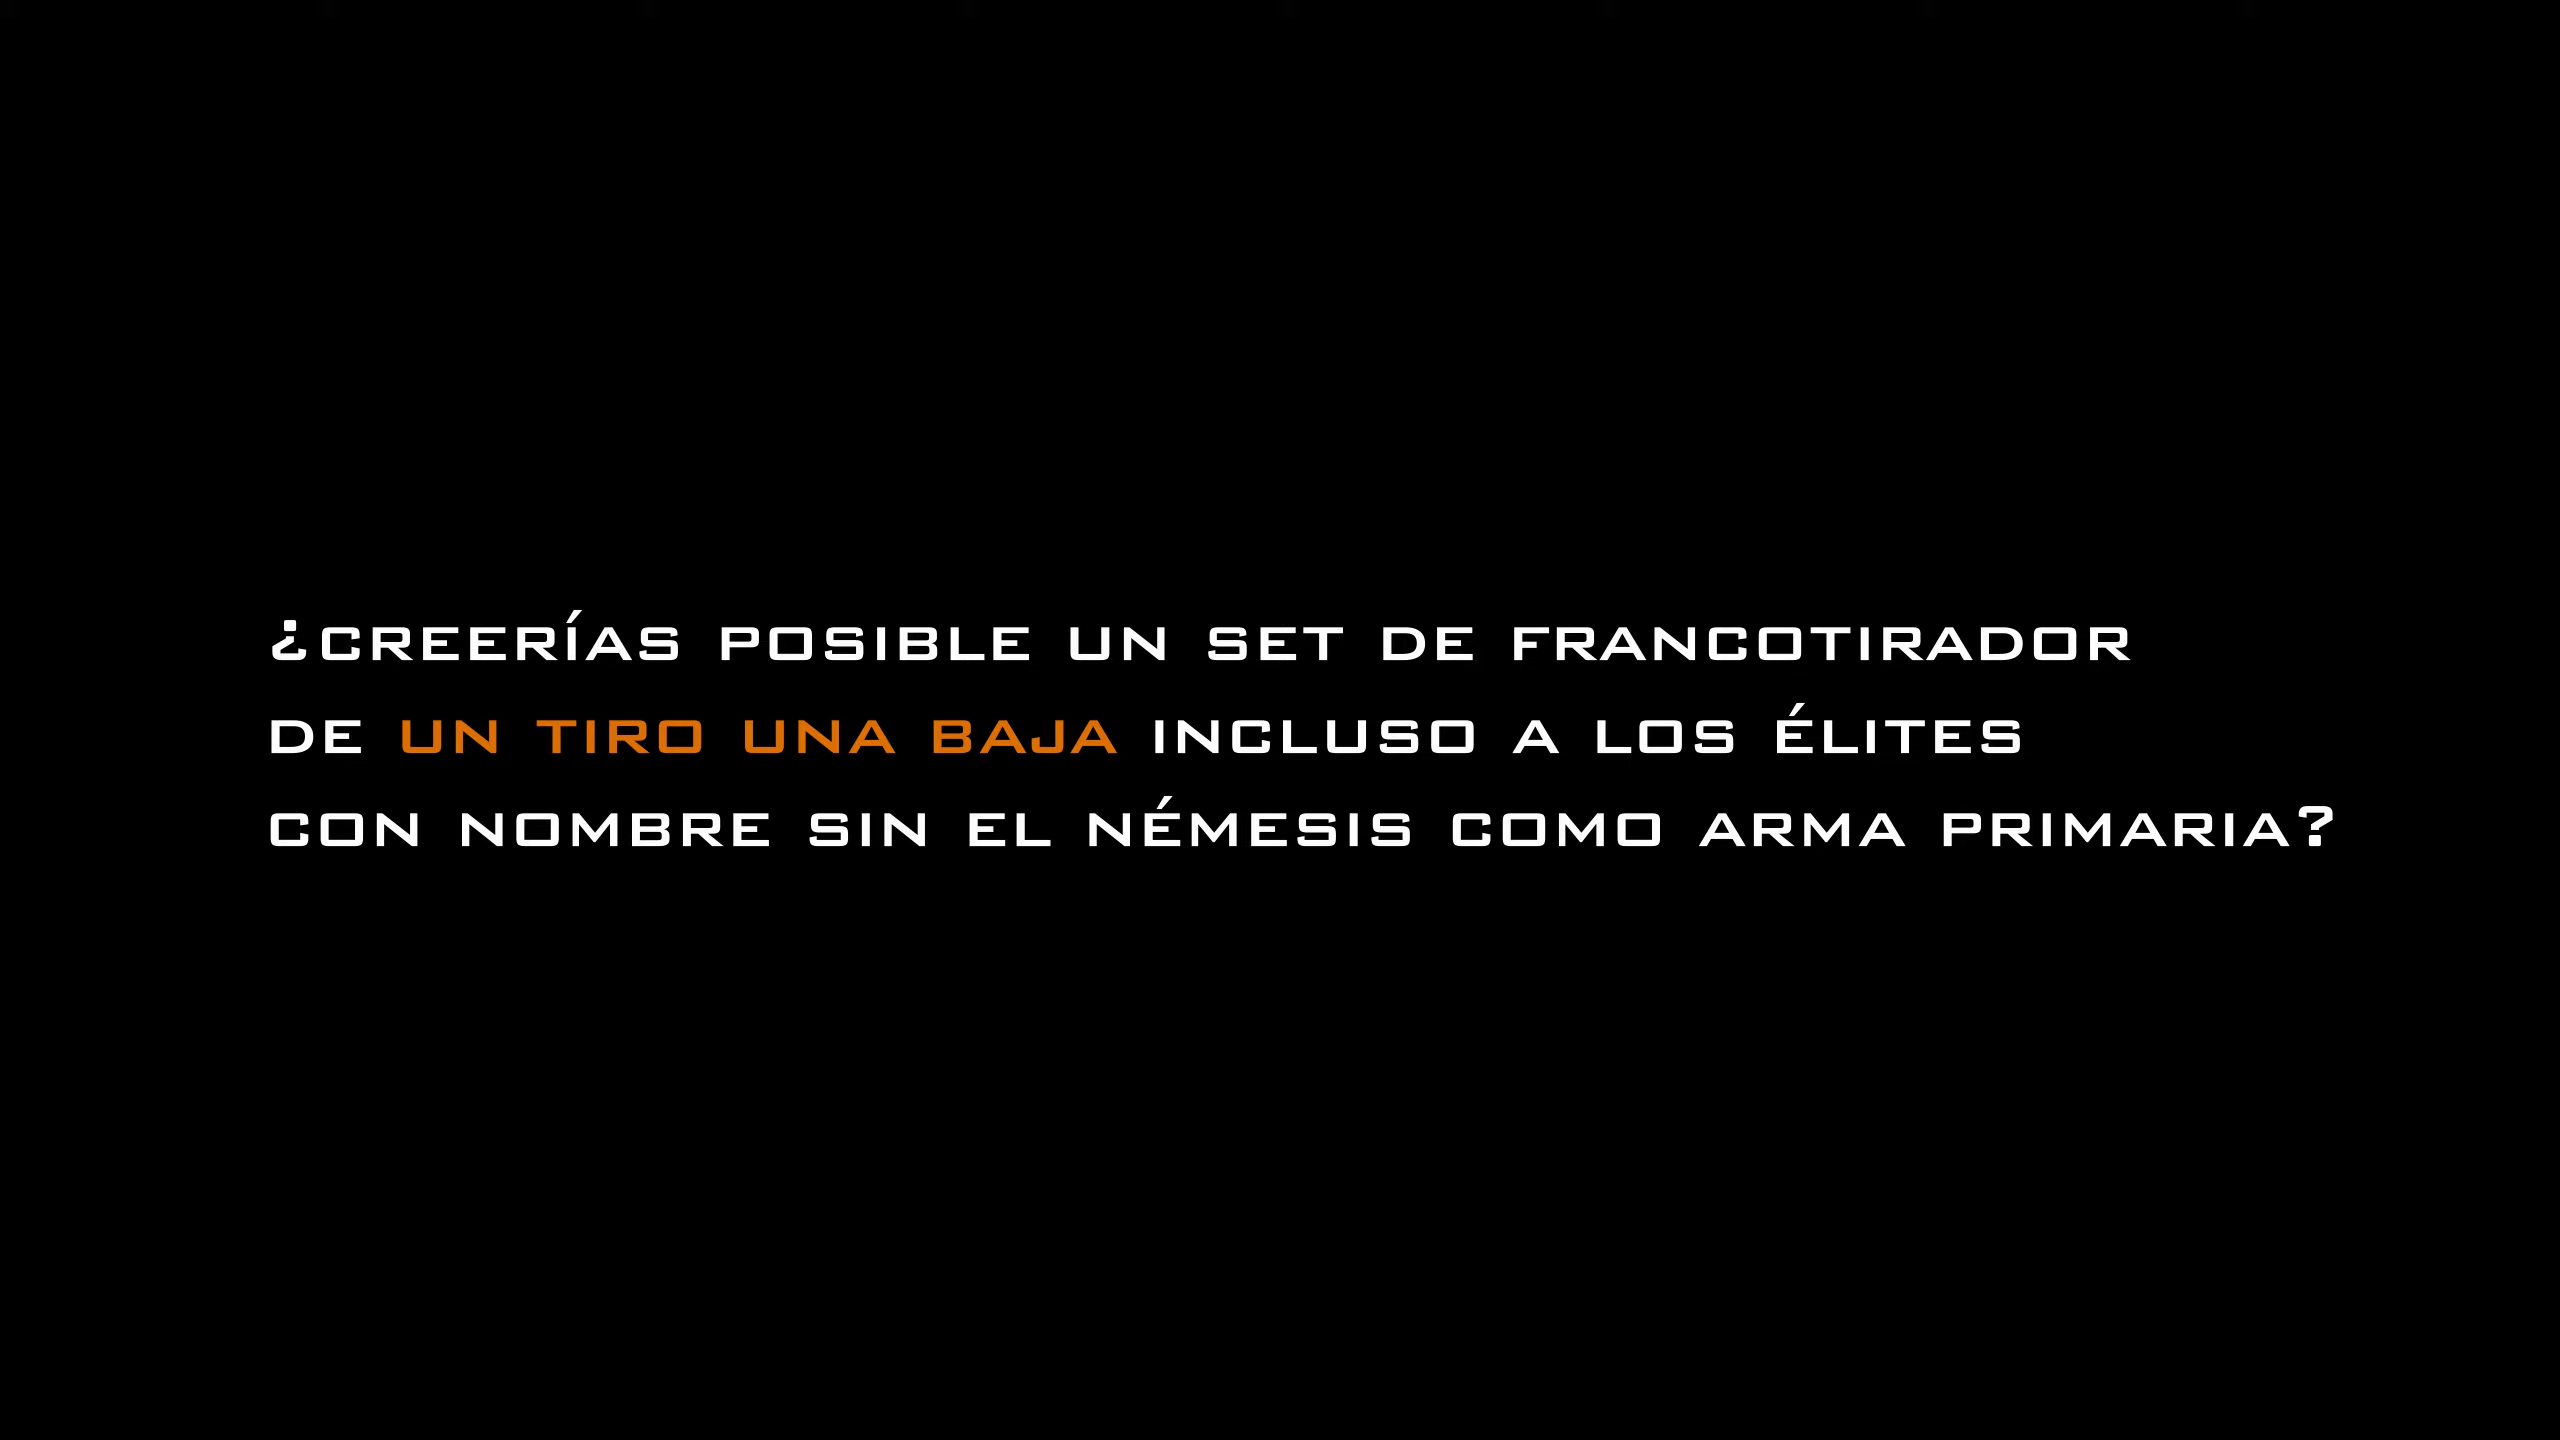 ¿CREERÍAS POSIBLE UN SET DE FRANCOTIRADOR
DE UN TIRO UNA BAJA INCLUSO A LOS ÉLITES
CON NOMBRE SIN EL NÉMESIS COMO ARMA PRIMARIA?